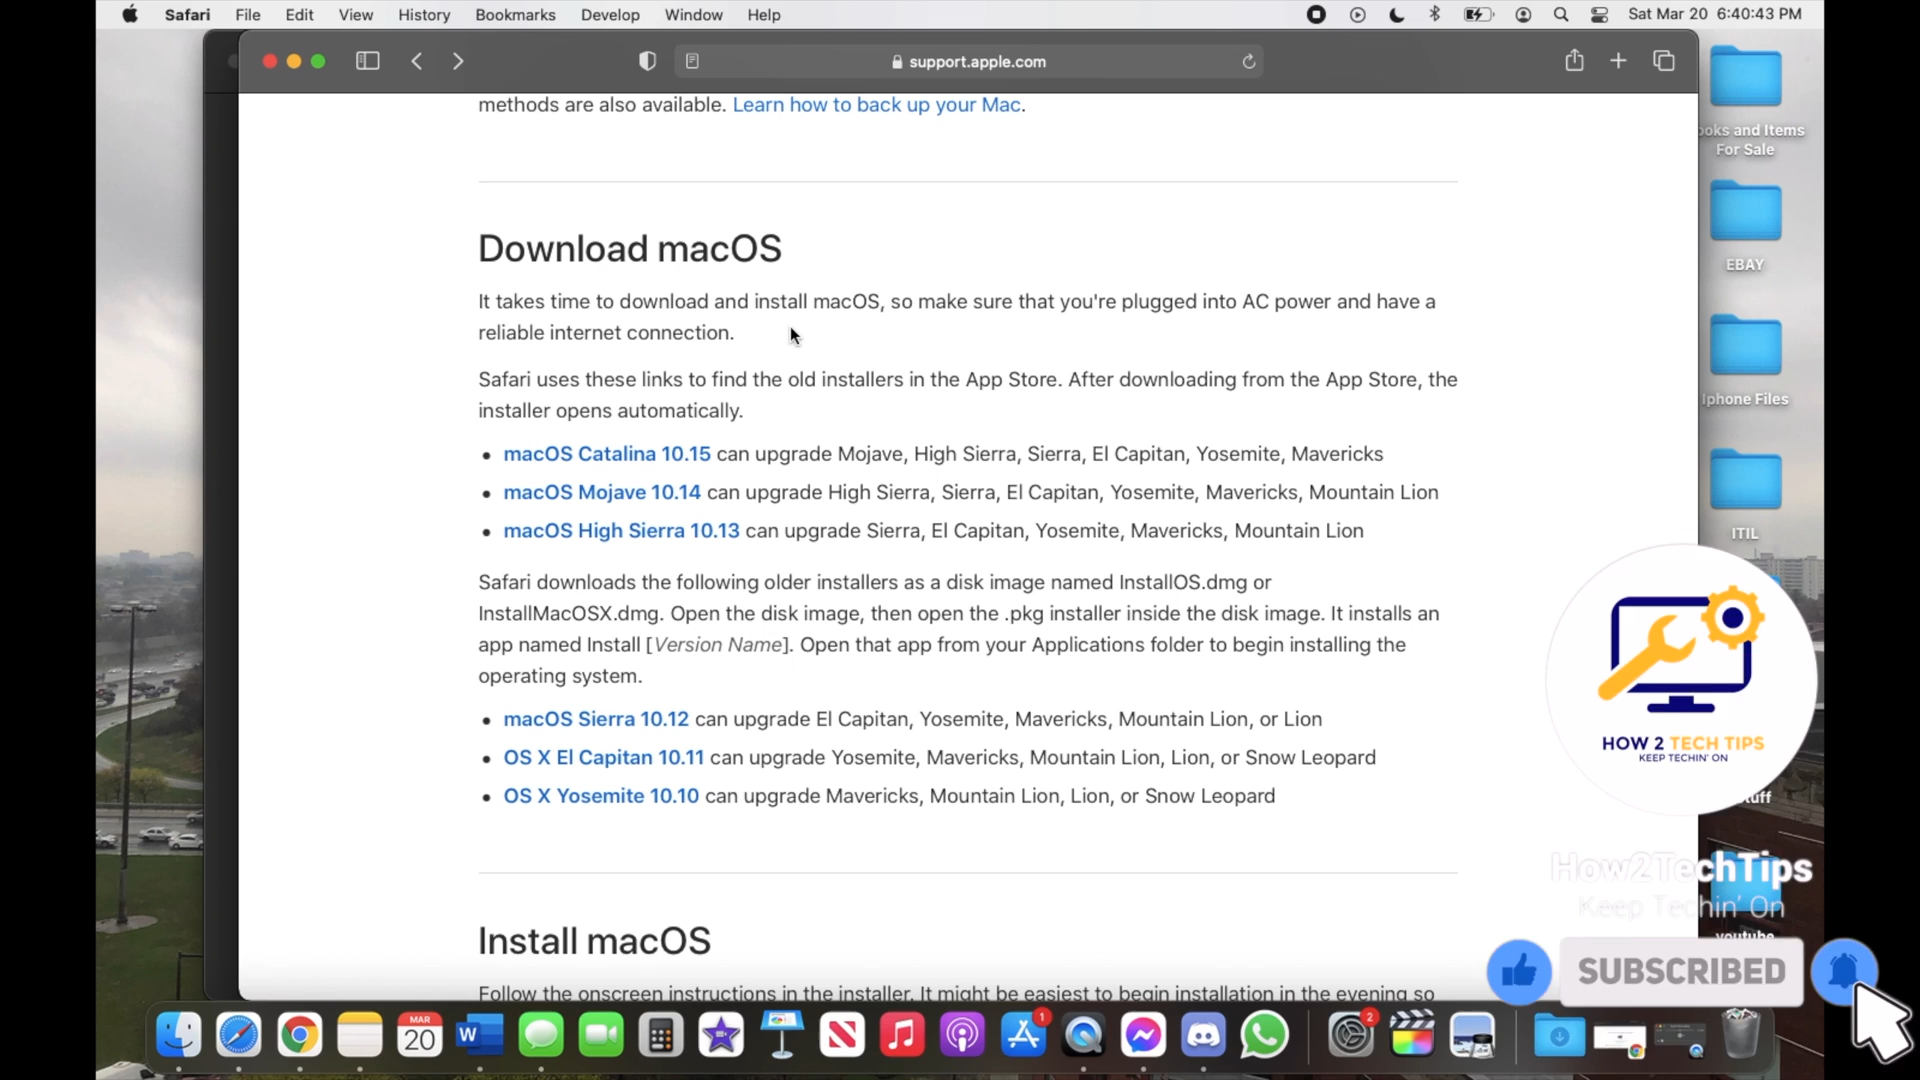 Safari File Edit View History Bookmarks Develop Window Help Sat Mar 20 6:40:43 PM
support.apple.com
methods are also available. Learn how to back up your Mac.
Download macOS
It takes time to download and install macOS, so make sure that you're plugged into AC power and have a
reliable internet connection.
Safari uses these links to find the old installers in the App Store. After downloading from the App Store, the
installer opens automatically.
• macOS Catalina 10.15 can upgrade Mojave, High Sierra, Sierra, El Capitan, Yosemite, Mavericks
• macOS Mojave 10.14 can upgrade High Sierra, Sierra, El Capitan, Yosemite, Mavericks, Mountain Lion
• macOS High Sierra 10.13 can upgrade Sierra, El Capitan, Yosemite, Mavericks, Mountain Lion
Safari downloads the following older installers as a disk image named InstallOS.dmg or
InstallMacOSX.dmg. Open the disk image, then open the .pkg installer inside the disk image. It installs an
app named Install [Version Name]. Open that app from your Applications folder to begin installing the
operating system.
• macOS Sierra 10.12 can upgrade El Capitan, Yosemite, Mavericks, Mountain Lion, or Lion
• OS X El Capitan 10.11 can upgrade Yosemite, Mavericks, Mountain Lion, Lion, or Snow Leopard
• OS X Yosemite 10.10 can upgrade Mavericks, Mountain Lion, Lion, or Snow Leopard
Install macOS
Follow the onscreen instructions in the installer. It might be easiest to begin installation in the evening so
ooks and Items
For Sale
EBAY
Iphone Files
ITIL
HOW 2 TECH TIPS
KEEP TECHIN' ON
tuff
How2TechTips
Keep Techin' On
youtube
SUBSCRIBED
MAR
20
W
1
2